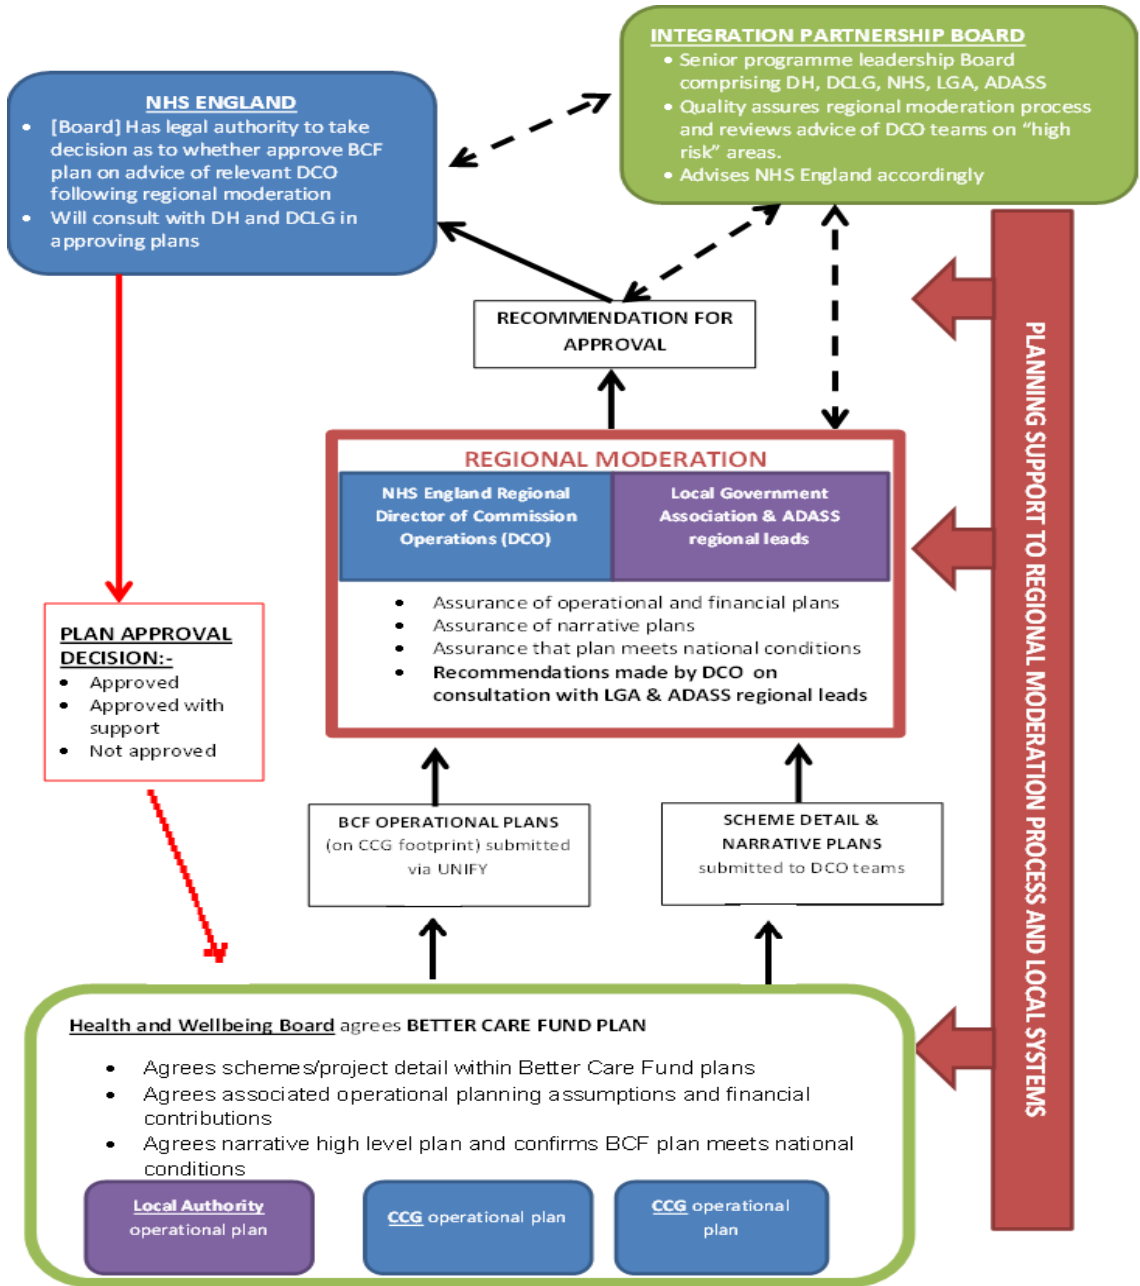 INTEGRATION PARTNERSHIP BOARD
• Senior programme leadership Board
comprising DH, DCLG, NHS, LGA, ADASS
• Quality assures regional moderation process
and reviews advice of DCO teams on “high
risk” areas.
• Advises NHS England accordingly
NHS ENGLAND
• [Board] Has legal authority to take
decision as to whether approve BCF
plan on advice of relevant DCO
following regional moderation
• Will consult with DH and DCLG in
approving plans
RECOMMENDATION FOR
APPROVAL
REGIONAL MODERATION
NHS England Regional
Director of Commission
Operations (DCO)
Local Government
Association & ADASS
regional leads
• Assurance of operational and financial plans
• Assurance of narrative plans
• Assurance that plan meets national conditions
• Recommendations made by DCO on
consultation with LGA & ADASS regional leads
PLAN APPROVAL
DECISION:-
• Approved
• Approved with
support
• Not approved
BCF OPERATIONAL PLANS
(on CCG footprint) submitted
via UNIFY
SCHEME DETAIL &
NARRATIVE PLANS
submitted to DCO teams
Health and Wellbeing Board agrees BETTER CARE FUND PLAN
• Agrees schemes/project detail within Better Care Fund plans
• Agrees associated operational planning assumptions and financial
contributions
• Agrees narrative high level plan and confirms BCF plan meets national
conditions
Local Authority
operational plan
CCG operational plan
CCG operational
plan
PLANNING SUPPORT TO REGIONAL MODERATION PROCESS AND LOCAL SYSTEMS